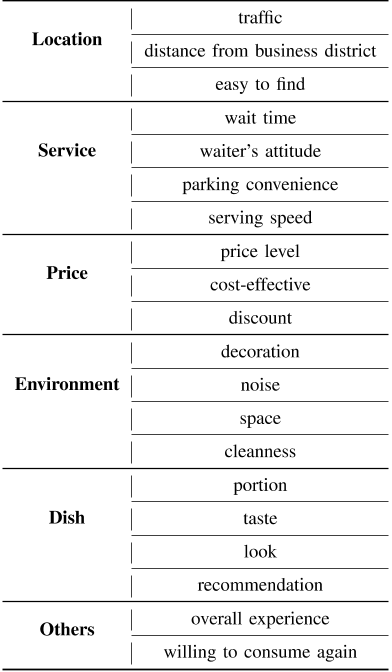 Location
traffic
distance from business district
easy to find
Service
wait time
waiter's attitude
parking convenience
serving speed
Price
price level
cost-effective
discount
Environment
decoration
noise
space
cleanness
Dish
portion
taste
look
recommendation
Others
overall experience
willing to consume again